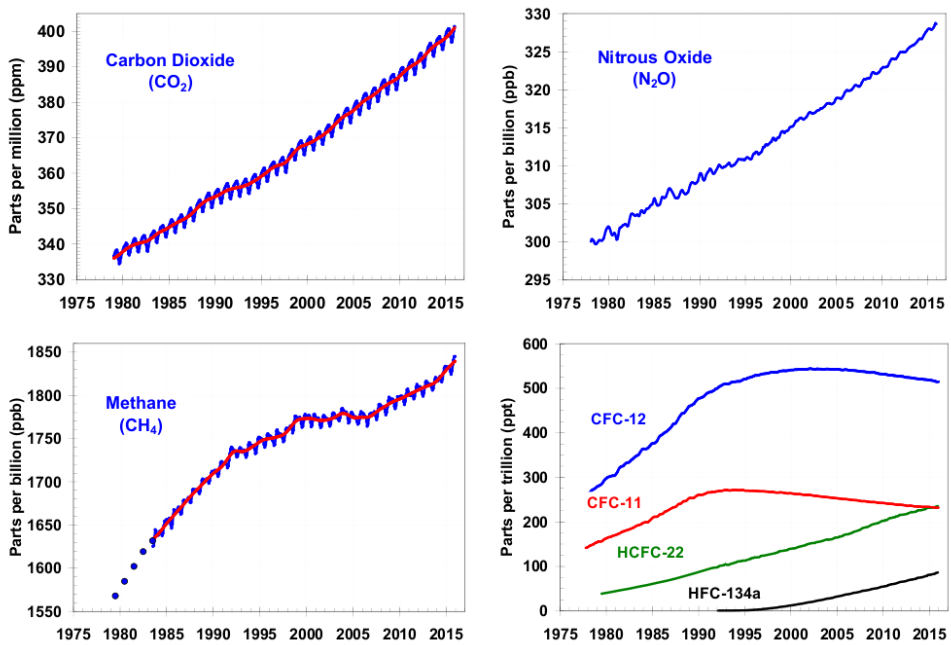 Parts per million (ppm)
400
390
380
370
360
350
340
330
Carbon Dioxide
(CO₂)
1975 1980 1985 1990 1995 2000 2005 2010 2015
Parts per billion (ppb)
330
325
320
315
310
305
300
295
Nitrous Oxide
(N₂O)
1975 1980 1985 1990 1995 2000 2005 2010 2015
Parts per billion (ppb)
1850
1800
1750
1700
1650
1600
1550
Methane
(CH₄)
1975 1980 1985 1990 1995 2000 2005 2010 2015
Parts per trillion (ppt)
600
500
400
300
200
100
0
CFC-12
CFC-11
HCFC-22
HFC-134a
1975 1980 1985 1990 1995 2000 2005 2010 2015